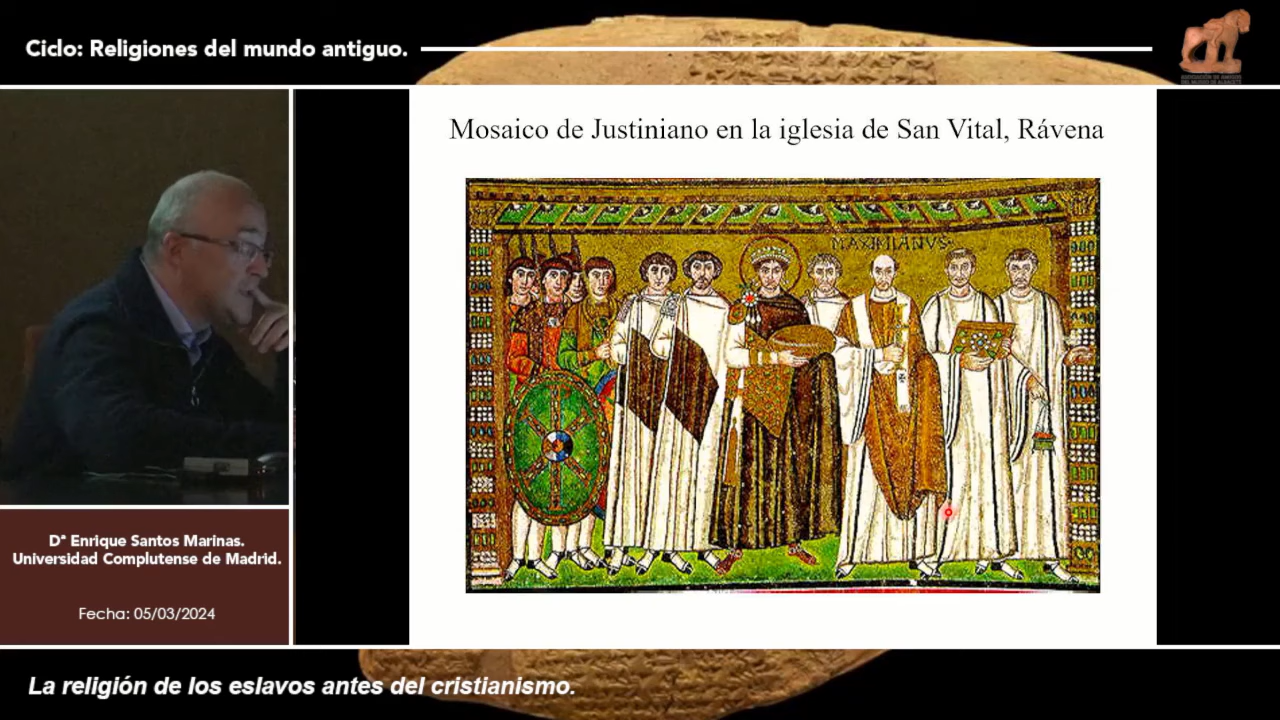 Ciclo: Religiones del mundo antiguo.
Mosaico de Justiniano en la iglesia de San Vital, Rávena
MAXIMIANVS
Dª Enrique Santos Marinas.
Universidad Complutense de Madrid.
Fecha: 05/03/2024
La religión de los eslavos antes del cristianismo.